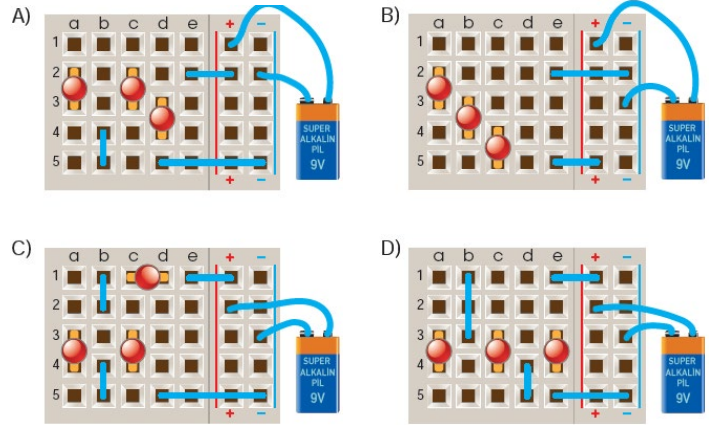 A)
a b c d e + −
1
2
3
4
5
+ −
SUPER
ALKALİN
PİL
9V
B)
a b c d e + −
1
2
3
4
5
+ −
SUPER
ALKALİN
PİL
9V
C)
a b c d e + −
1
2
3
4
5
+ −
SUPER
ALKALİN
PİL
9V
D)
a b c d e + −
1
2
3
4
5
+ −
SUPER
ALKALİN
PİL
9V